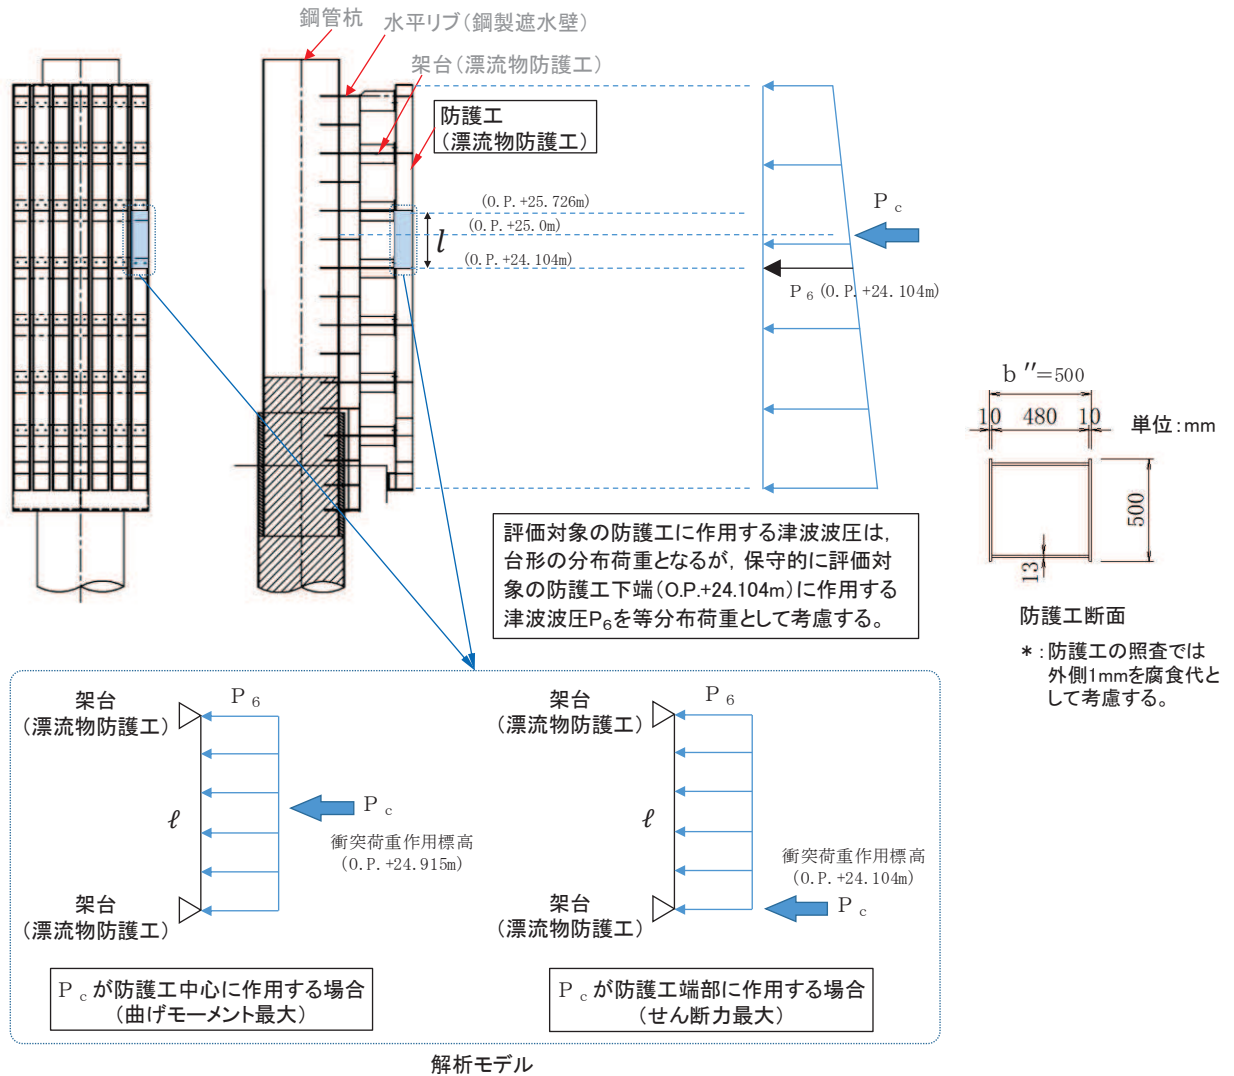 鋼管杭
水平リブ(鋼製遮水壁)
架台(漂流物防護工)
防護工
(漂流物防護工)
(O.P.+25.726m)
(O.P.+25.0m)
(O.P.+24.104m)
l
Pc
P6(O.P.+24.104m)
b″=500
10 480 10
単位:mm
500
13
防護工断面
*:防護工の照査では
外側1mmを腐食代と
して考慮する。
評価対象の防護工に作用する津波波圧は,
台形の分布荷重となるが, 保守的に評価対
象の防護工下端(O.P.+24.104m)に作用する
津波波圧P6を等分布荷重として考慮する。
架台
(漂流物防護工)
P6
ℓ
Pc
衝突荷重作用標高
(O.P.+24.915m)
架台
(漂流物防護工)
Pcが防護工中心に作用する場合
(曲げモーメント最大)
架台
(漂流物防護工)
P6
ℓ
衝突荷重作用標高
(O.P.+24.104m)
Pc
架台
(漂流物防護工)
Pcが防護工端部に作用する場合
(せん断力最大)
解析モデル